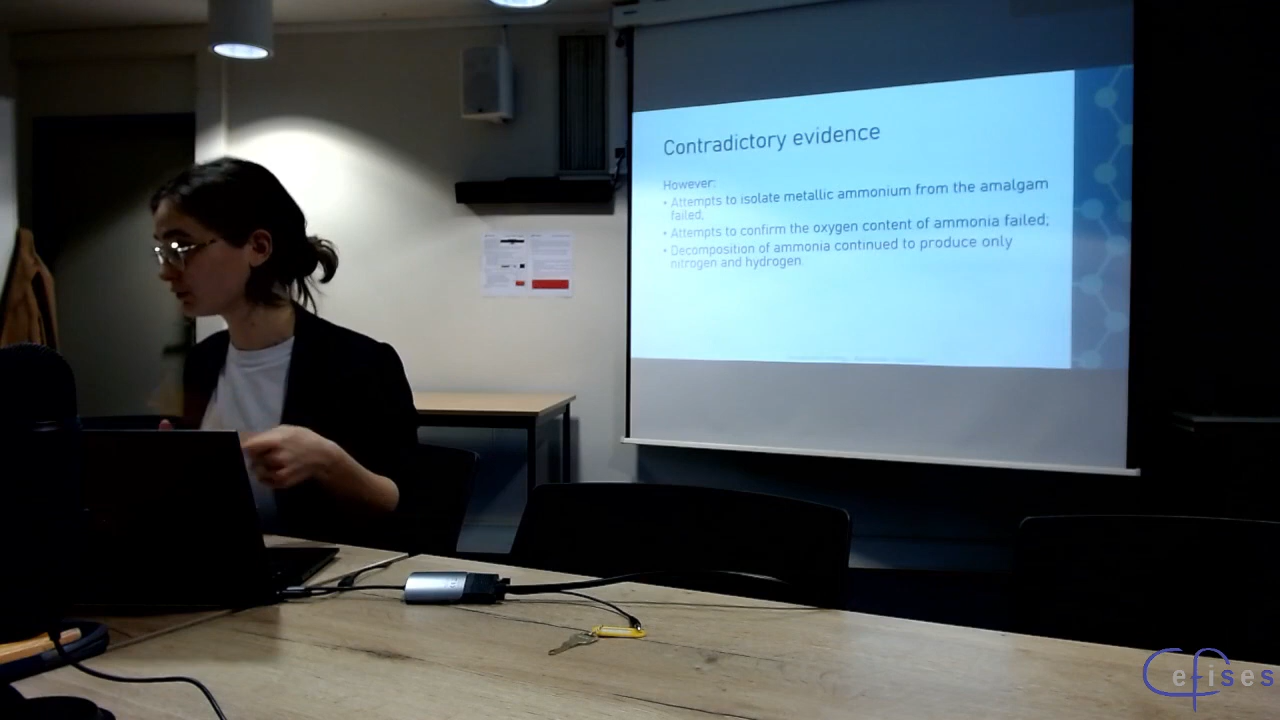 Contradictory evidence
However:
• Attempts to isolate metallic ammonium from the amalgam
failed;
• Attempts to confirm the oxygen content of ammonia failed;
• Decomposition of ammonia continued to produce only
nitrogen and hydrogen.
Cefises